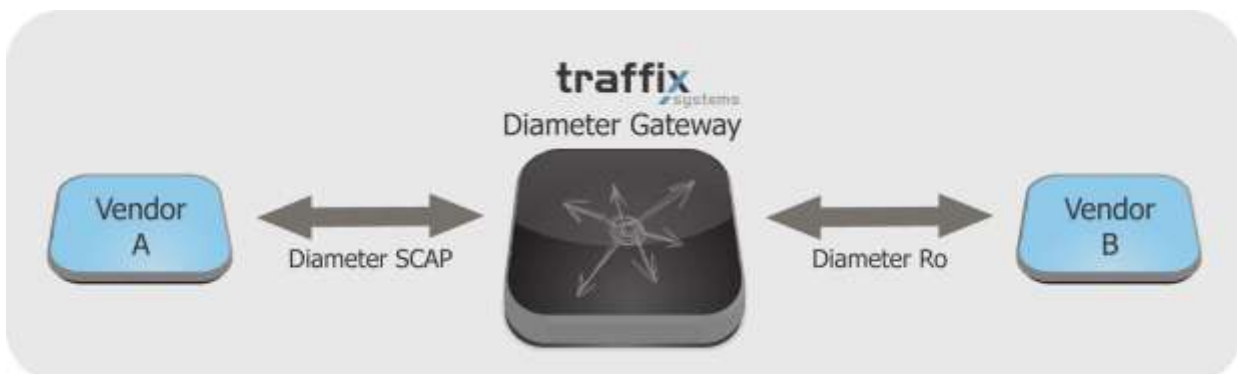 traffix
systems
Diameter Gateway
Vendor
A
Diameter SCAP
Diameter Ro
Vendor
B